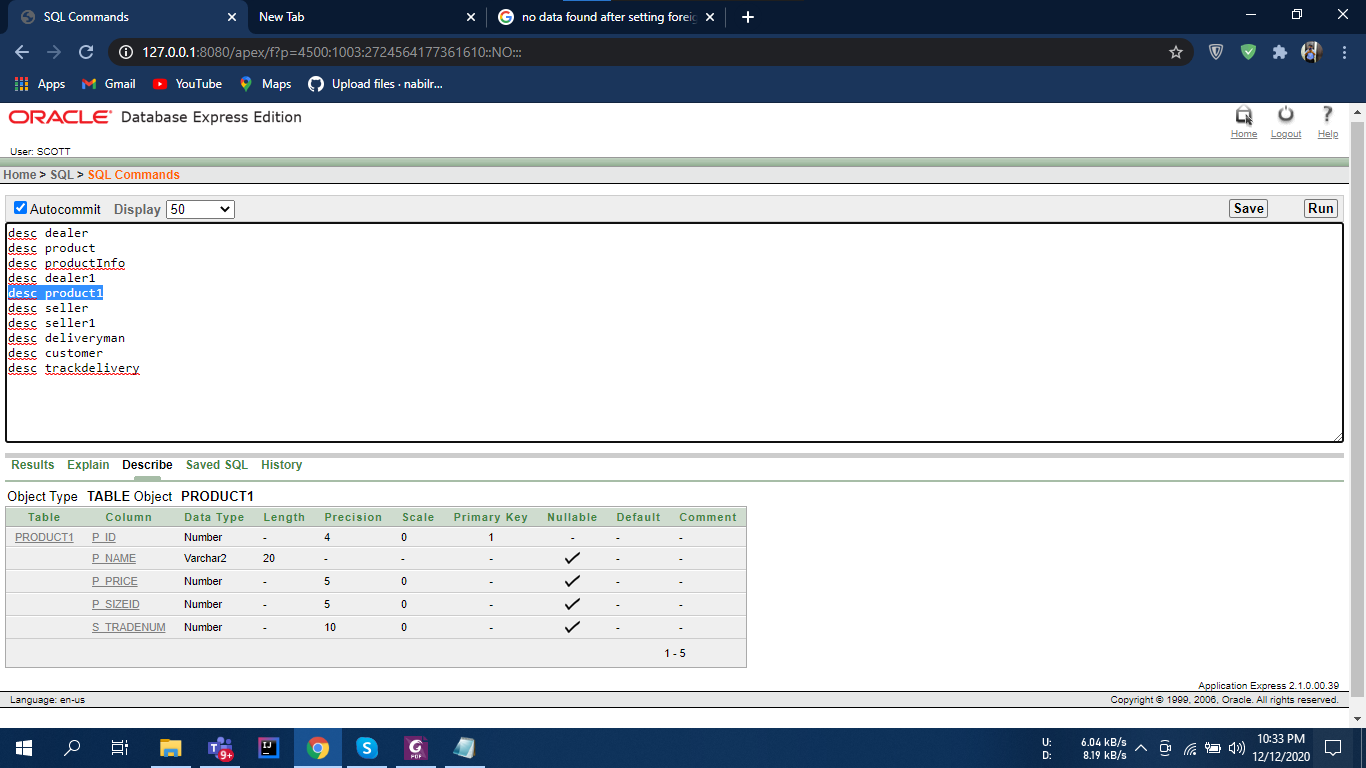 SQL Commands
New Tab
no data found after setting foreig
127.0.0.1:8080/apex/f?p=4500:1003:2724564177361610::NO:::
Apps
Gmail
YouTube
Maps
Upload files · nabilr...
ORACLE Database Express Edition
Home
Logout
Help
User: SCOTT
Home > SQL > SQL Commands
Autocommit Display 50
Save
Run
desc dealer
desc product
desc productInfo
desc dealer1
desc product1
desc seller
desc seller1
desc deliveryman
desc customer
desc trackdelivery
Results Explain Describe Saved SQL History
Object Type TABLE Object PRODUCT1
Table Column Data Type Length Precision Scale Primary Key Nullable Default Comment
PRODUCT1 P_ID Number - 4 0 1 - - -
P_NAME Varchar2 20 - - - ✓ - -
P_PRICE Number - 5 0 - ✓ - -
P_SIZEID Number - 5 0 - ✓ - -
S_TRADENUM Number - 10 0 - ✓ - -
1 - 5
Application Express 2.1.0.00.39
Language: en-us
Copyright © 1999, 2006, Oracle. All rights reserved.
9+
U: 6.04 kB/s
D: 8.19 kB/s
10:33 PM
12/12/2020